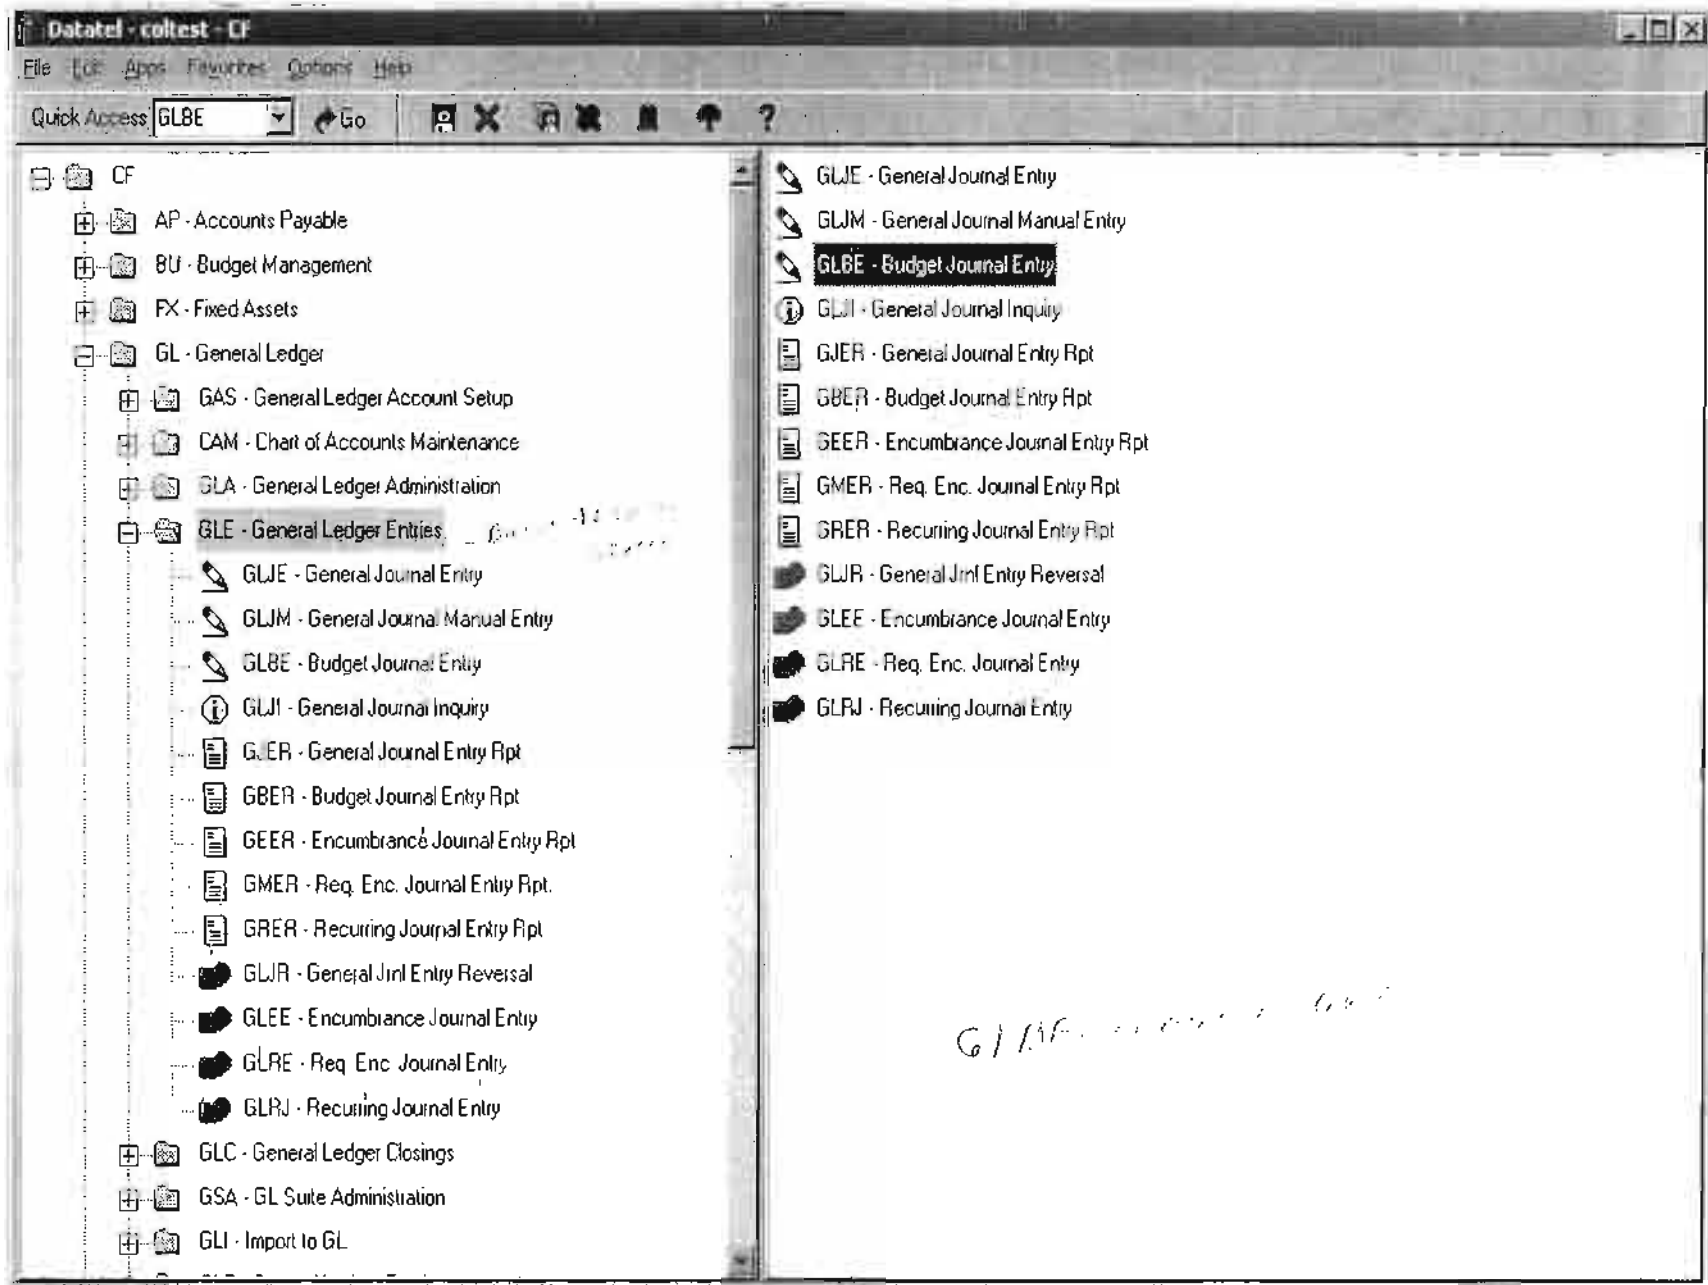 Datatel - coltest - CF
File Edit Apps Favorites Options Help
Quick Access GLBE Go ?
CF
AP - Accounts Payable
BU - Budget Management
FX - Fixed Assets
GL - General Ledger
GAS - General Ledger Account Setup
CAM - Chart of Accounts Maintenance
GLA - General Ledger Administration
GLE - General Ledger Entries
GLJE - General Journal Entry
GLJM - General Journal Manual Entry
GLBE - Budget Journal Entry
GLJI - General Journal Inquiry
GJER - General Journal Entry Rpt
GBER - Budget Journal Entry Rpt
GEER - Encumbrance Journal Entry Rpt
GMER - Req. Enc. Journal Entry Rpt.
GRER - Recurring Journal Entry Rpt
GLJR - General Jrnl Entry Reversal
GLEE - Encumbrance Journal Entry
GLRE - Req. Enc. Journal Entry
GLRJ - Recurring Journal Entry
GLC - General Ledger Closings
GSA - GL Suite Administration
GLI - Import to GL
GLJE - General Journal Entry
GLJM - General Journal Manual Entry
GLBE - Budget Journal Entry
GLJI - General Journal Inquiry
GJER - General Journal Entry Rpt
GBER - Budget Journal Entry Rpt
GEER - Encumbrance Journal Entry Rpt
GMER - Req. Enc. Journal Entry Rpt
GRER - Recurring Journal Entry Rpt
GLJR - General Jrnl Entry Reversal
GLEE - Encumbrance Journal Entry
GLRE - Req. Enc. Journal Entry
GLRJ - Recurring Journal Entry